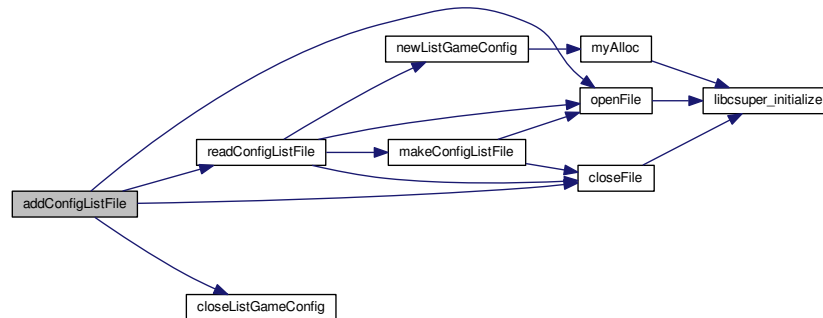 newListGameConfig
myAlloc
openFile
libcsuper_initialize
readConfigListFile
makeConfigListFile
closeFile
addConfigListFile
closeListGameConfig